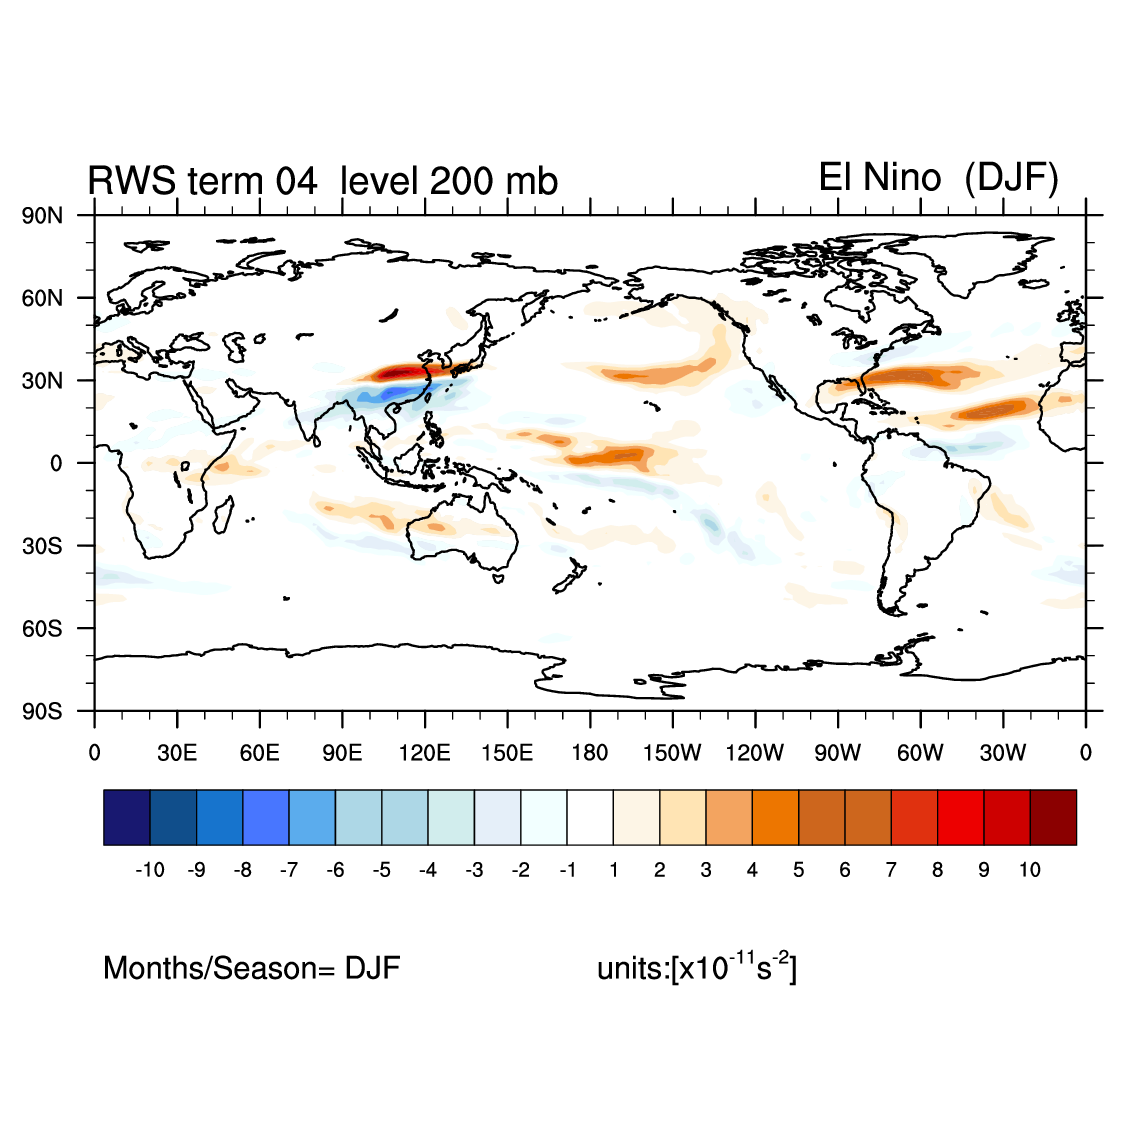 RWS term 04 level 200 mb
El Nino (DJF)
90N
60N
30N
0
30S
60S
90S
0 30E 60E 90E 120E 150E 180 150W 120W 90W 60W 30W 0
-10 -9 -8 -7 -6 -5 -4 -3 -2 -1 1 2 3 4 5 6 7 8 9 10
Months/Season= DJF
units:[x10⁻¹¹s⁻²]